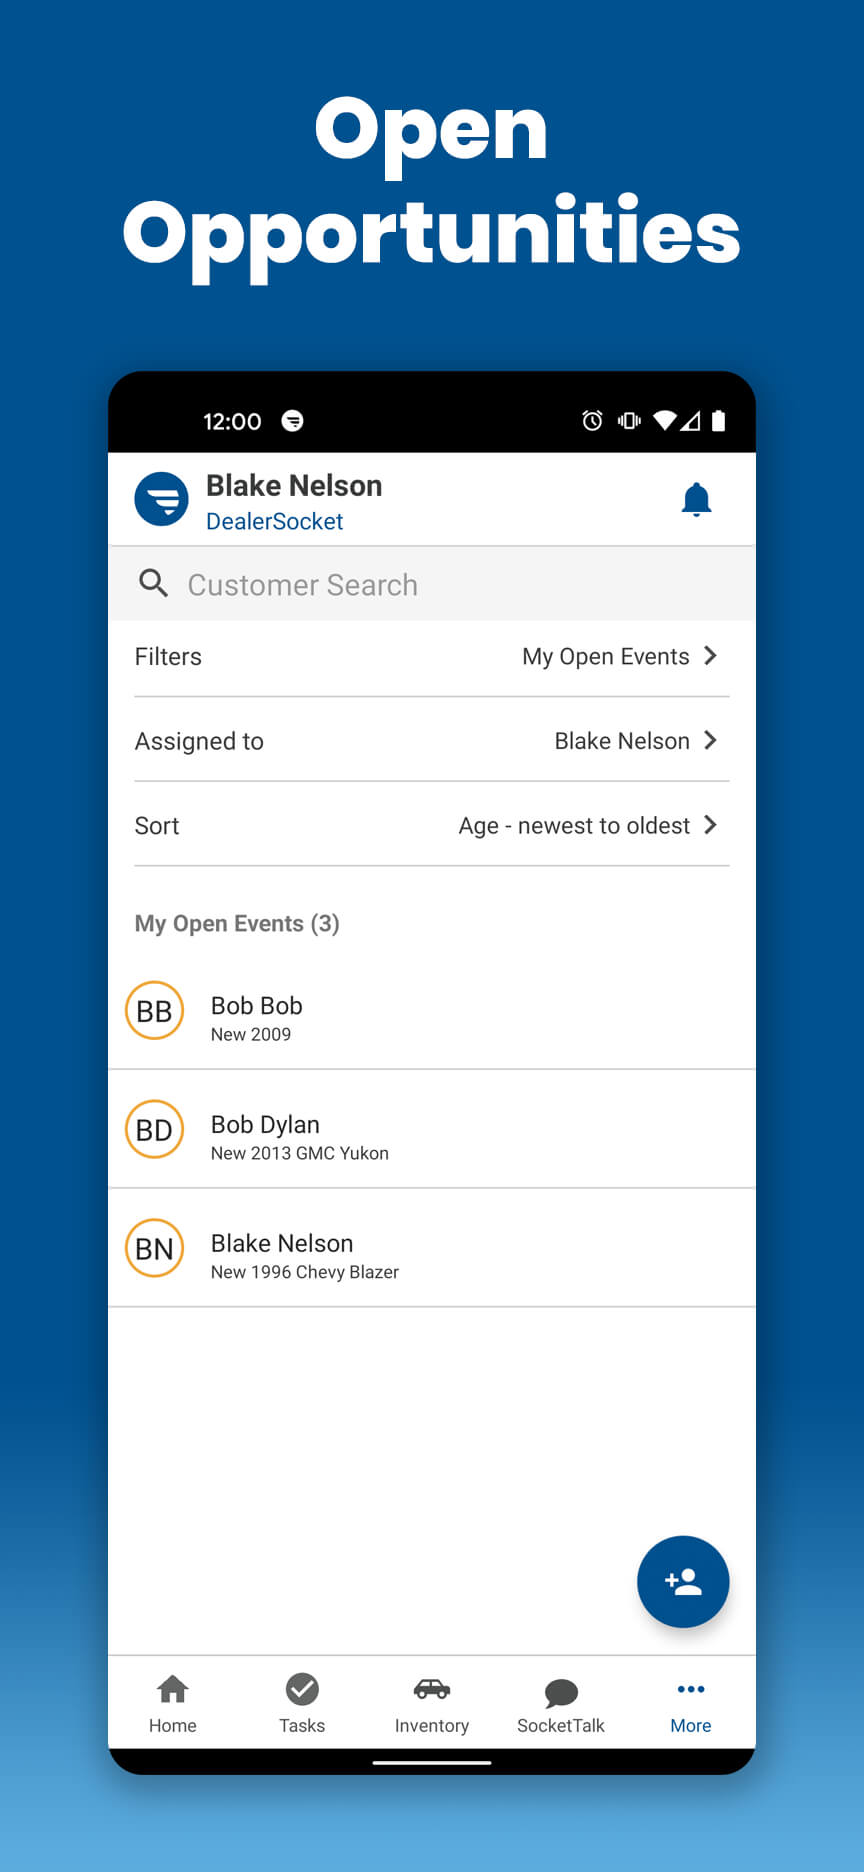 Open
Opportunities
12:00
Blake Nelson
DealerSocket
Customer Search
Filters My Open Events
Assigned to Blake Nelson
Sort Age - newest to oldest
My Open Events (3)
BB Bob Bob
New 2009
BD Bob Dylan
New 2013 GMC Yukon
BN Blake Nelson
New 1996 Chevy Blazer
Home Tasks Inventory SocketTalk More